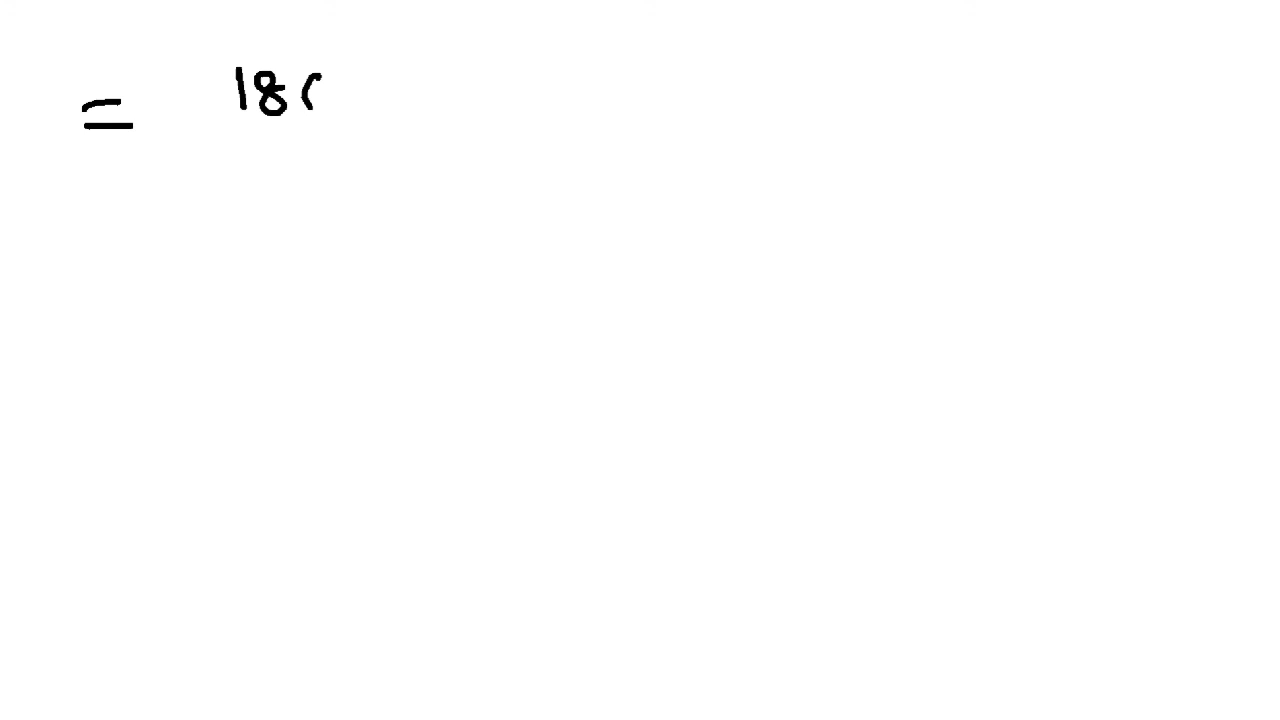 = 18(